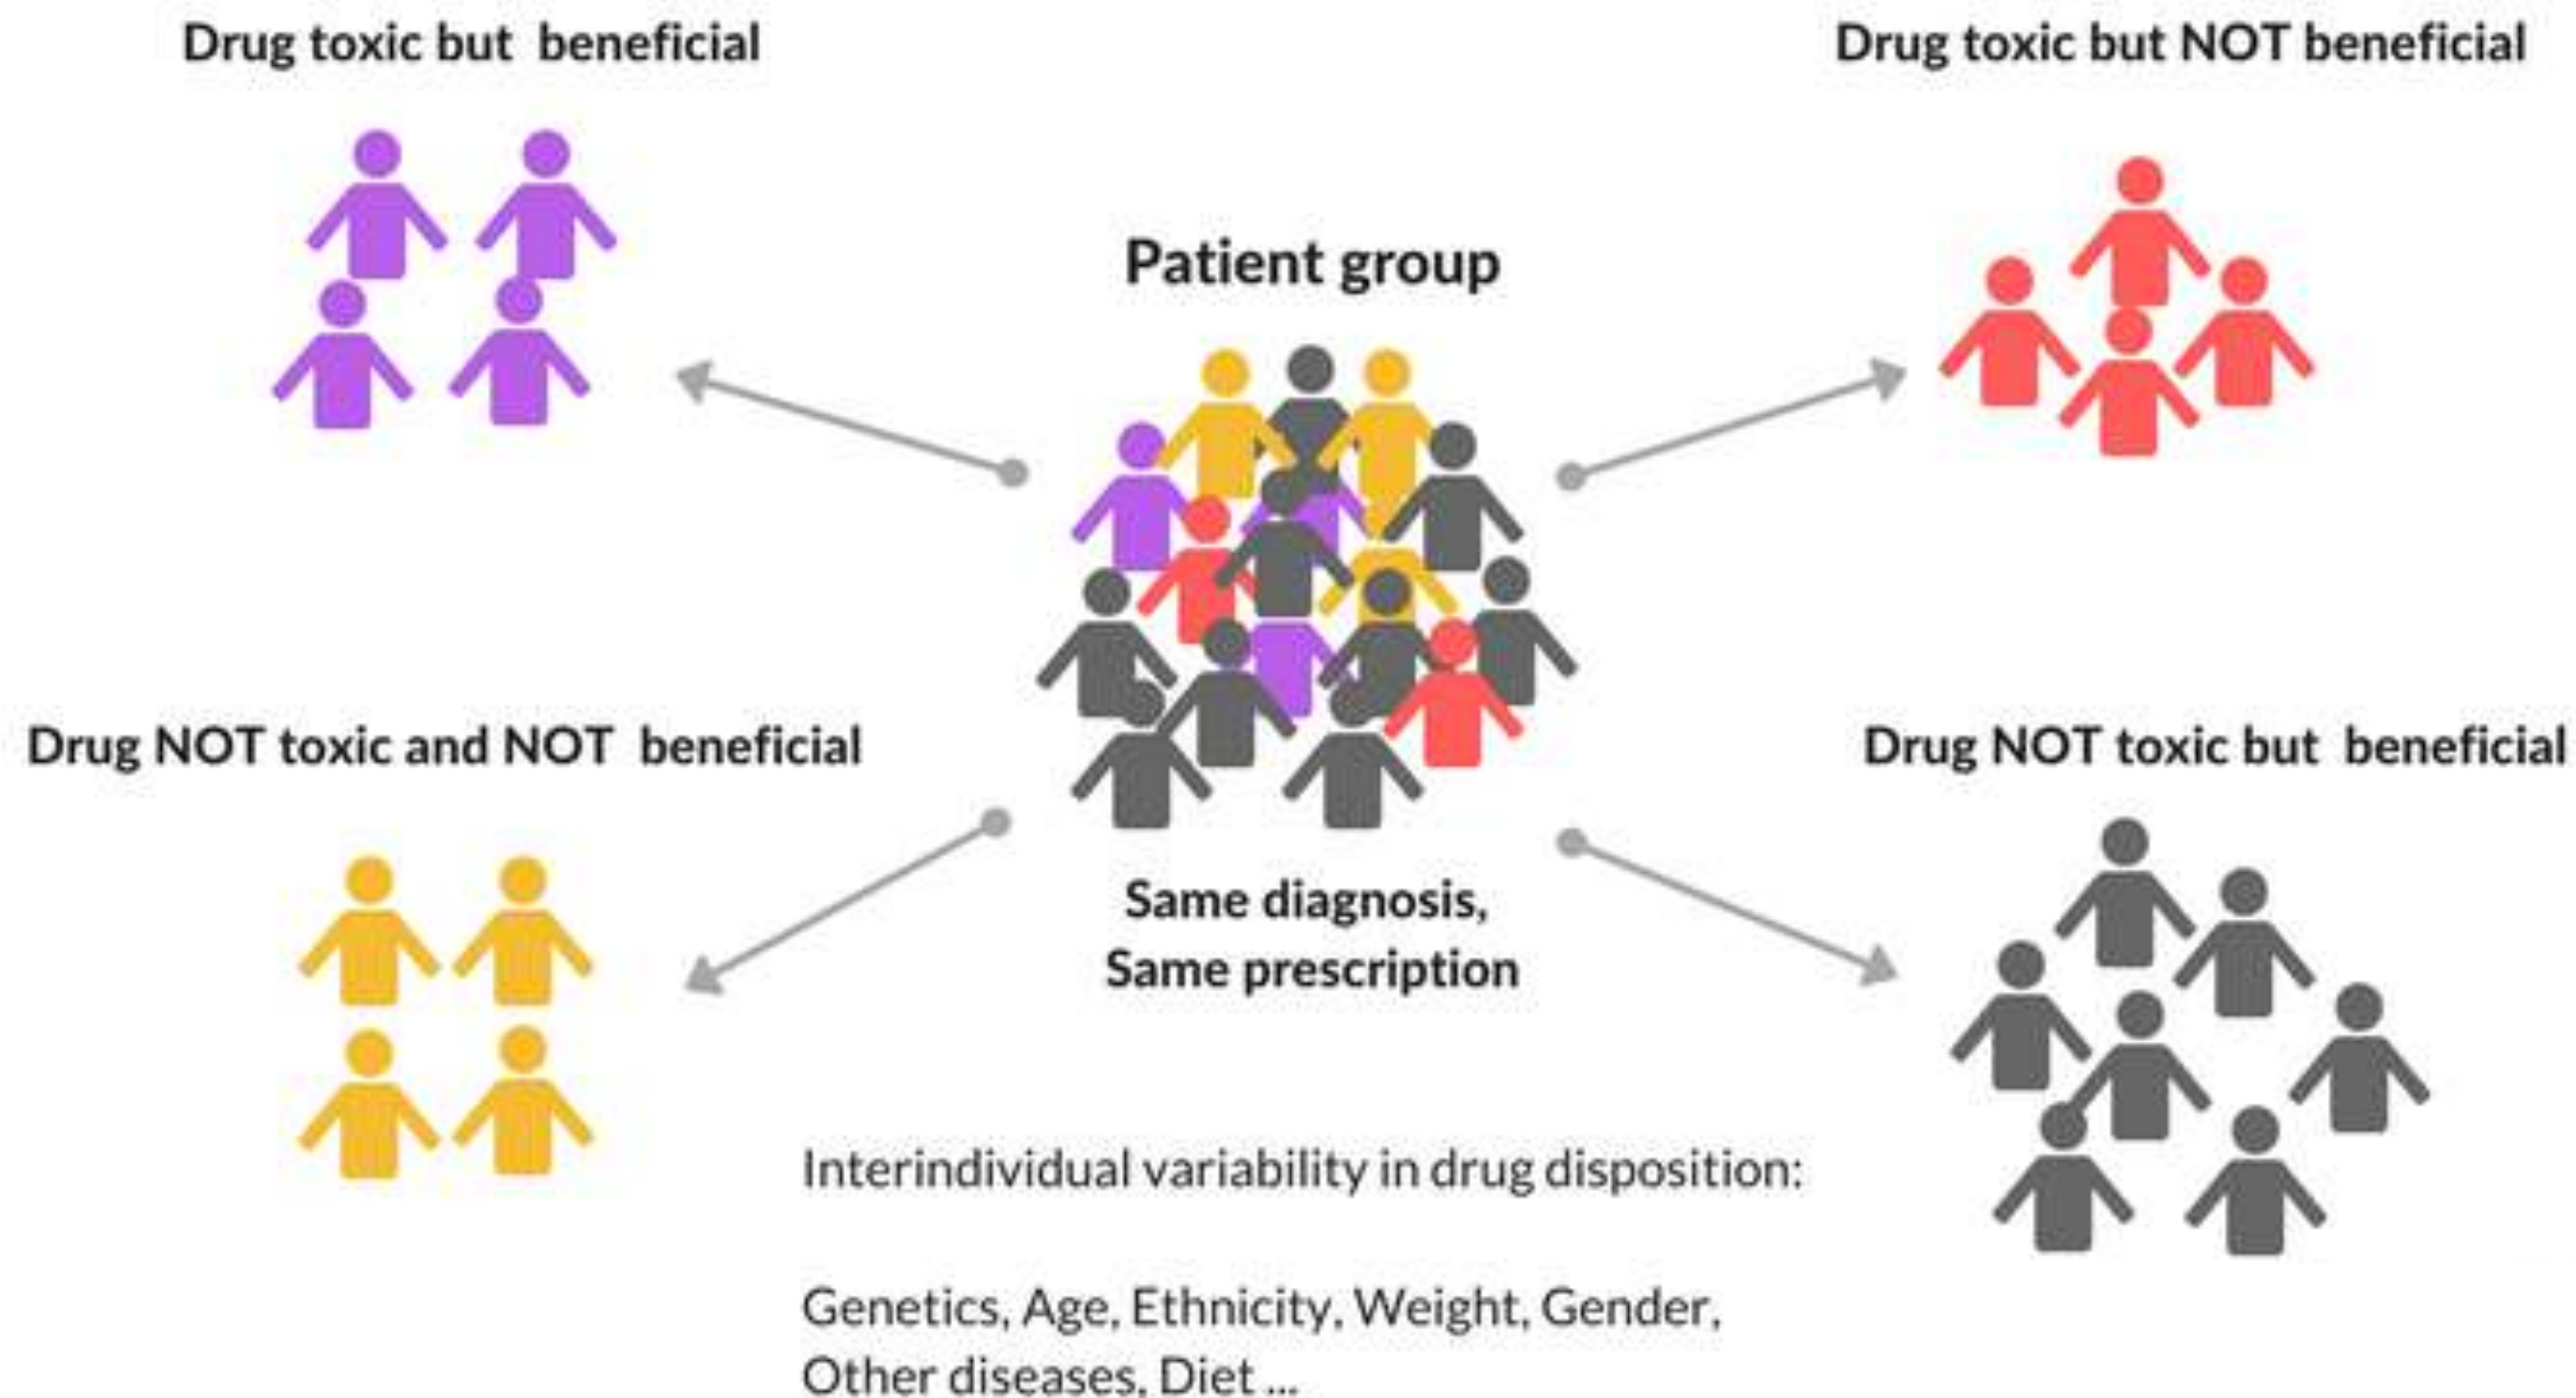 Drug toxic but beneficial
Drug toxic but NOT beneficial
Patient group
Drug NOT toxic and NOT beneficial
Drug NOT toxic but beneficial
Same diagnosis,
Same prescription
Interindividual variability in drug disposition:
Genetics, Age, Ethnicity, Weight, Gender,
Other diseases, Diet ...